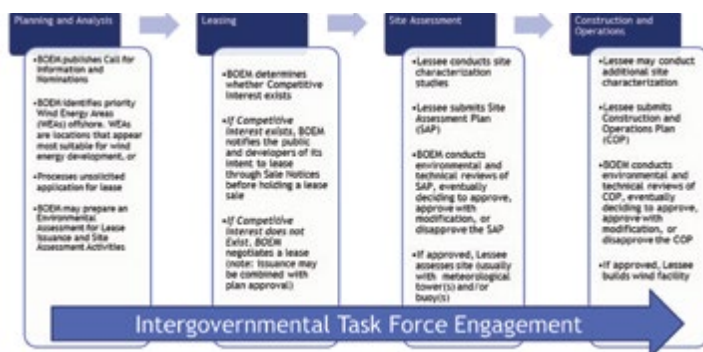 Planning and Analysis
•BOEM publishes Call for
Information and
Nominations
•BOEM identifies priority
Wind Energy Areas
(WEAs) offshore. WEAs
are locations that appear
most suitable for wind
energy development, or
•Processes unsolicited
application for lease
•BOEM may prepare an
Environmental
Assessment for Lease
Issuance and Site
Assessment Activities
Leasing
•BOEM determines
whether Competitive
Interest exists
•If Competitive
Interest exists, BOEM
notifies the public
and developers of its
intent to lease
through Sale Notices
before holding a lease
sale
•If Competitive
Interest does not
Exist, BOEM
negotiates a lease
(note: Issuance may
be combined with
plan approval)
Site Assessment
•Lessee conducts site
characterization
studies
•Lessee submits Site
Assessment Plan (SAP)
•BOEM conducts
environmental and
technical reviews of
SAP, eventually
deciding to approve,
approve with
modification, or
disapprove the SAP
•If approved, Lessee
assesses site (usually
with meteorological
tower(s) and/or
buoy(s)
Construction and
Operations
•Lessee may conduct
additional site
characterization
•Lessee submits
Construction and
Operations Plan (COP)
•BOEM conducts
environmental and
technical reviews of
COP, eventually
deciding to approve,
approve with
modification, or
disapprove the COP
•If approved, Lessee
builds wind facility
Intergovernmental Task Force Engagement